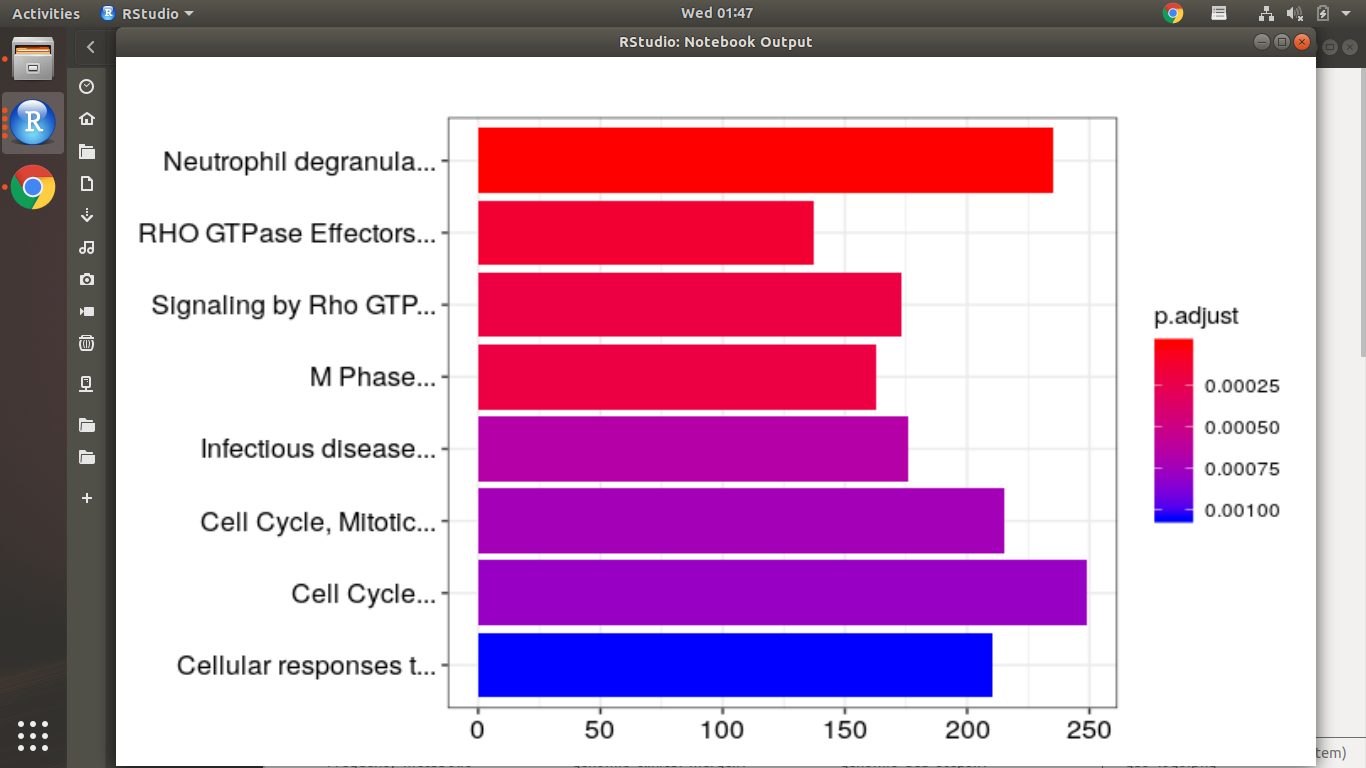 Activities
RStudio
Wed 01:47
RStudio: Notebook Output
Neutrophil degranula...
RHO GTPase Effectors...
Signaling by Rho GTP...
M Phase...
Infectious disease...
Cell Cycle, Mitotic...
Cell Cycle...
Cellular responses t...
0 50 100 150 200 250
p.adjust
0.00025
0.00050
0.00075
0.00100
R
tem)